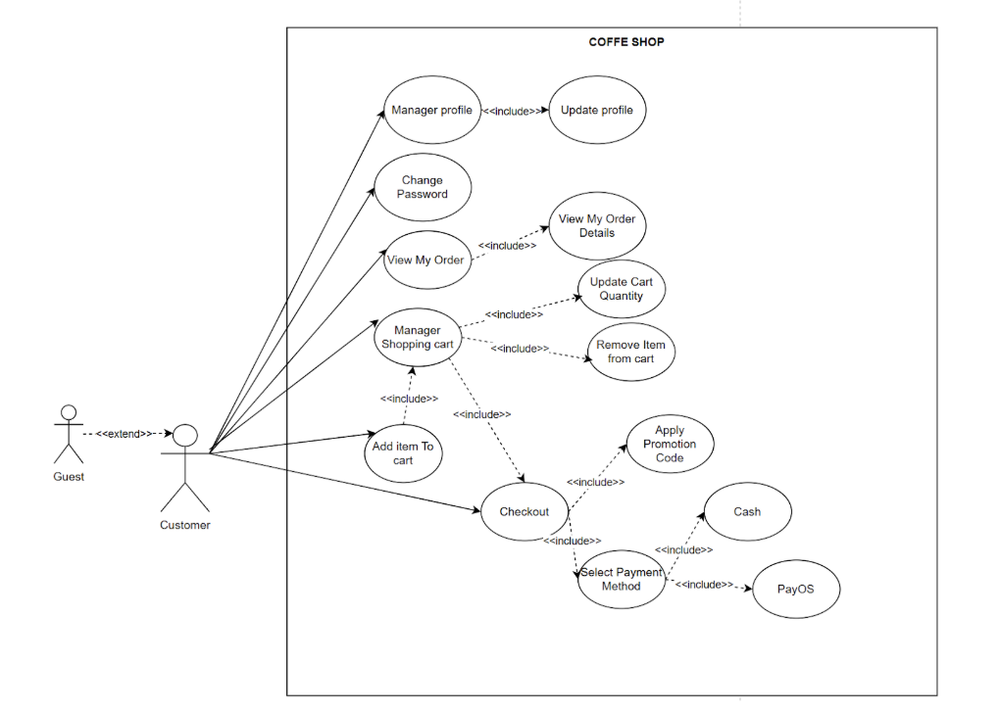 COFFE SHOP
Manager profile
<<include>>
Update profile
Change
Password
View My Order
Details
<<include>>
View My Order
Update Cart
Quantity
<<include>>
Manager
Shopping cart
<<include>>
Remove Item
from cart
<<include>>
<<include>>
Guest
<<extend>>
Customer
Add item To
cart
Apply
Promotion
Code
<<include>>
Checkout
Cash
<<include>>
<<include>>
Select Payment
Method
<<include>>
PayOS